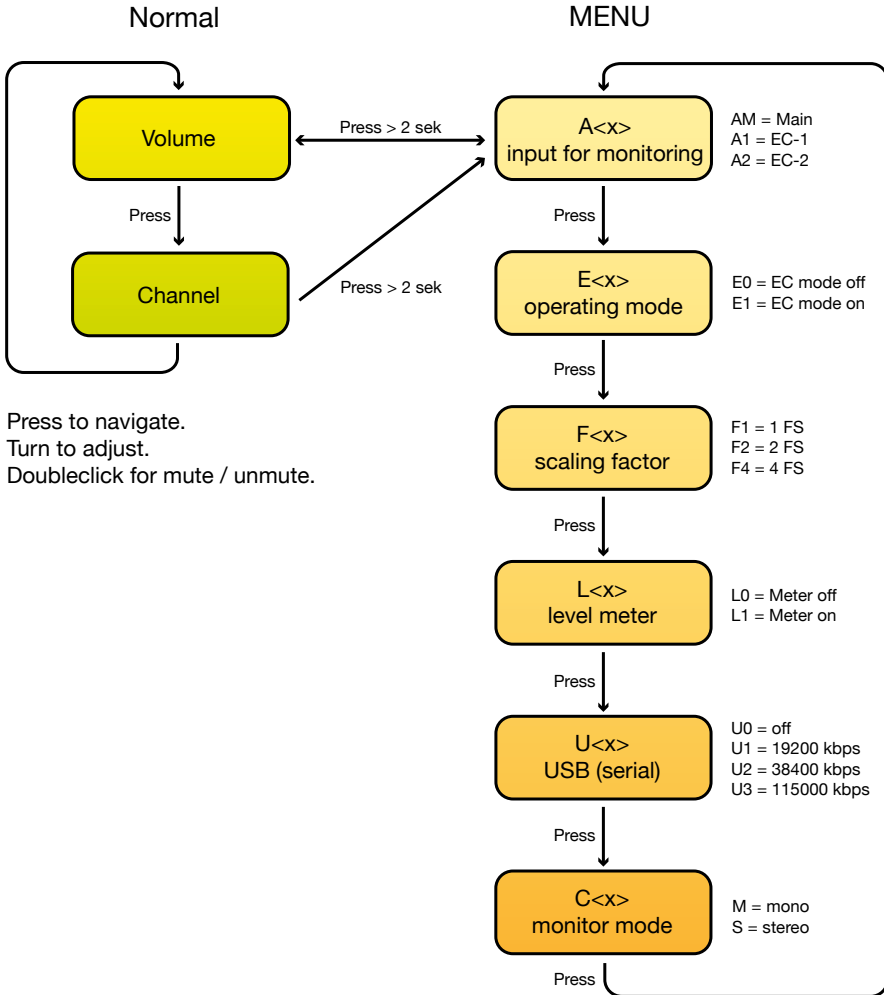 Normal
MENU
Volume
Press > 2 sek
A<x>
input for monitoring
AM = Main
A1 = EC-1
A2 = EC-2
Press
Press
Channel
Press > 2 sek
E<x>
operating mode
E0 = EC mode off
E1 = EC mode on
Press
Press to navigate.
Turn to adjust.
Doubleclick for mute / unmute.
F<x>
scaling factor
F1 = 1 FS
F2 = 2 FS
F4 = 4 FS
Press
L<x>
level meter
L0 = Meter off
L1 = Meter on
Press
U<x>
USB (serial)
U0 = off
U1 = 19200 kbps
U2 = 38400 kbps
U3 = 115000 kbps
Press
C<x>
monitor mode
M = mono
S = stereo
Press